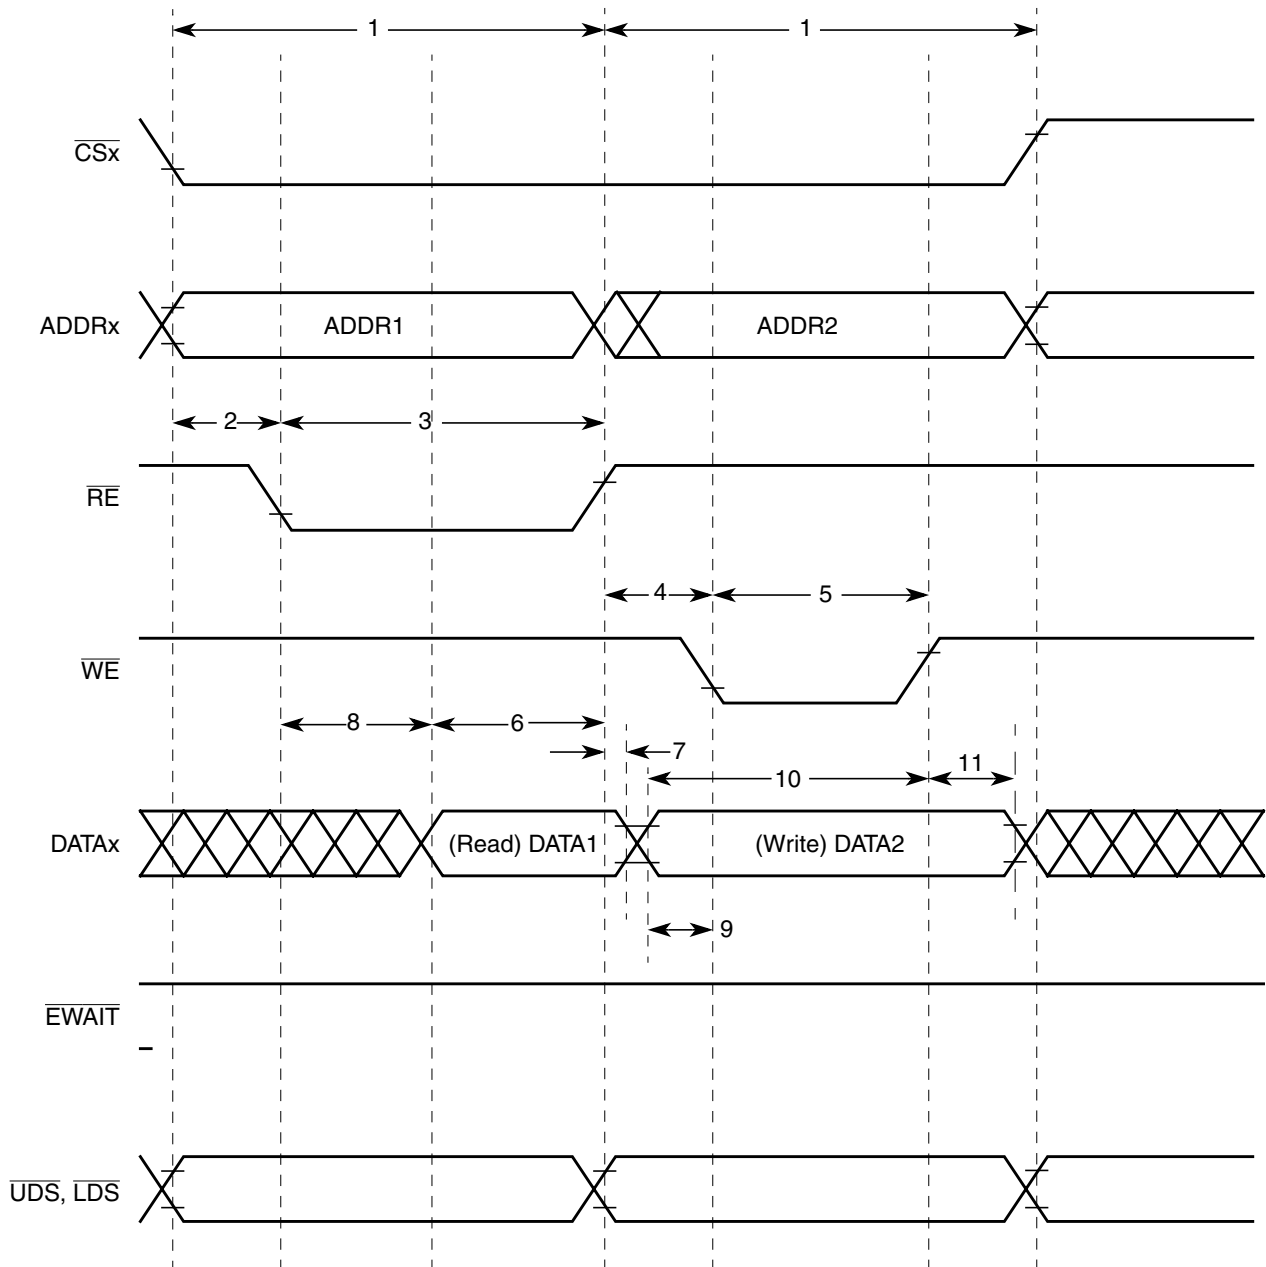 1 1
CSx
ADDRx ADDR1 ADDR2
2 3
RE
4 5
WE
8 6
7
10 11
DATAx (Read) DATA1 (Write) DATA2
9
EWAIT
UDS, LDS